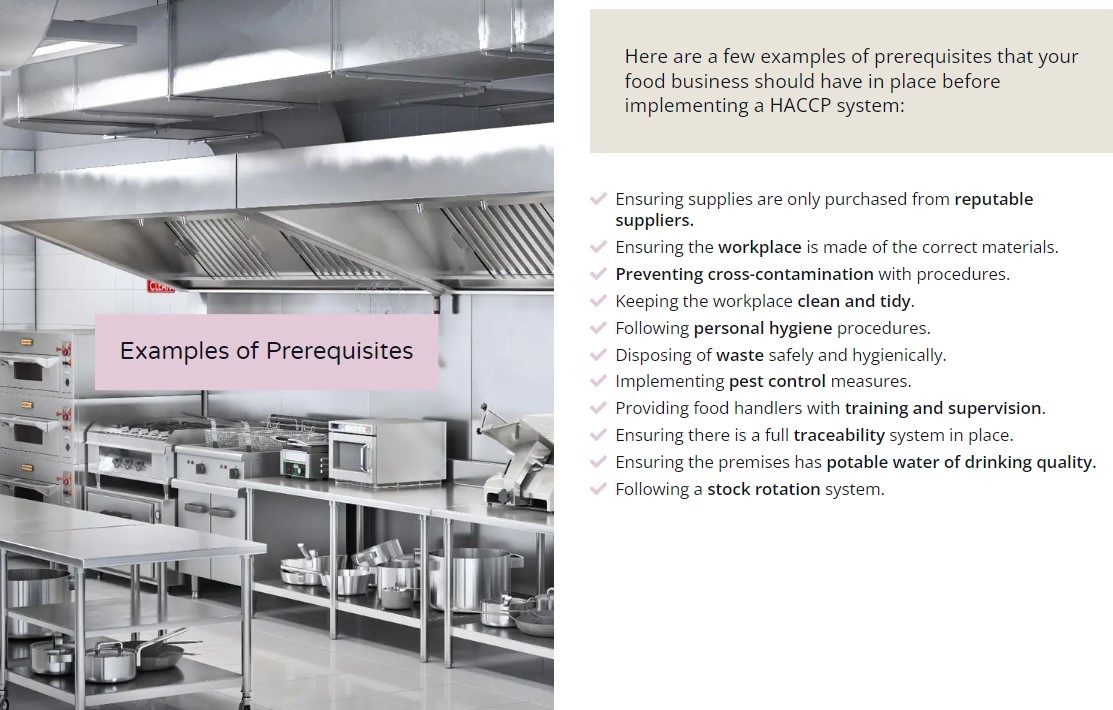 Here are a few examples of prerequisites that your
food business should have in place before
implementing a HACCP system:
Ensuring supplies are only purchased from reputable
suppliers.
Ensuring the workplace is made of the correct materials.
Preventing cross-contamination with procedures.
Keeping the workplace clean and tidy.
Following personal hygiene procedures.
Disposing of waste safely and hygienically.
Implementing pest control measures.
Providing food handlers with training and supervision.
Ensuring there is a full traceability system in place.
Ensuring the premises has potable water of drinking quality.
Following a stock rotation system.
Examples of Prerequisites